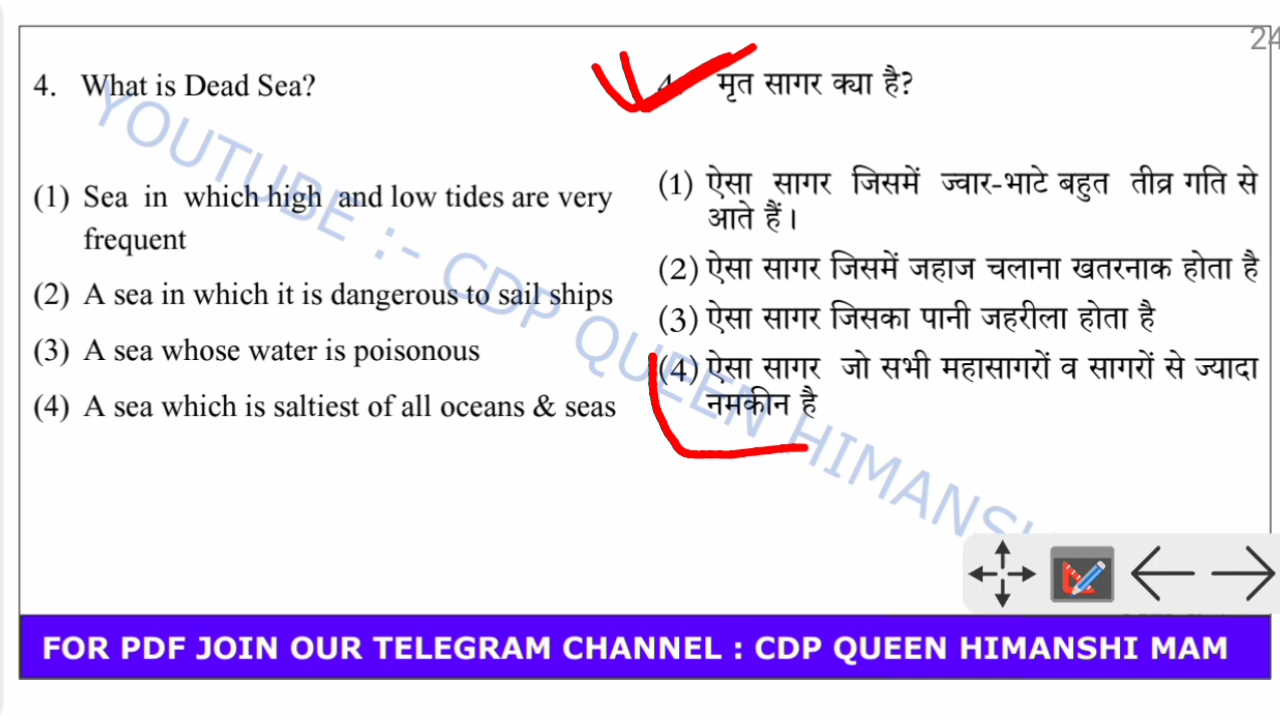 24
4. What is Dead Sea?
(1) Sea in which high and low tides are very
frequent
(2) A sea in which it is dangerous to sail ships
(3) A sea whose water is poisonous
(4) A sea which is saltiest of all oceans & seas
4. मृत सागर क्या है?
(1) ऐसा सागर जिसमें ज्वार-भाटे बहुत तीव्र गति से
आते हैं।
(2) ऐसा सागर जिसमें जहाज चलाना खतरनाक होता है
(3) ऐसा सागर जिसका पानी जहरीला होता है
(4) ऐसा सागर जो सभी महासागरों व सागरों से ज्यादा
नमकीन है
YOUTUBE :- CDP QUEEN HIMANSHI
FOR PDF JOIN OUR TELEGRAM CHANNEL : CDP QUEEN HIMANSHI MAM